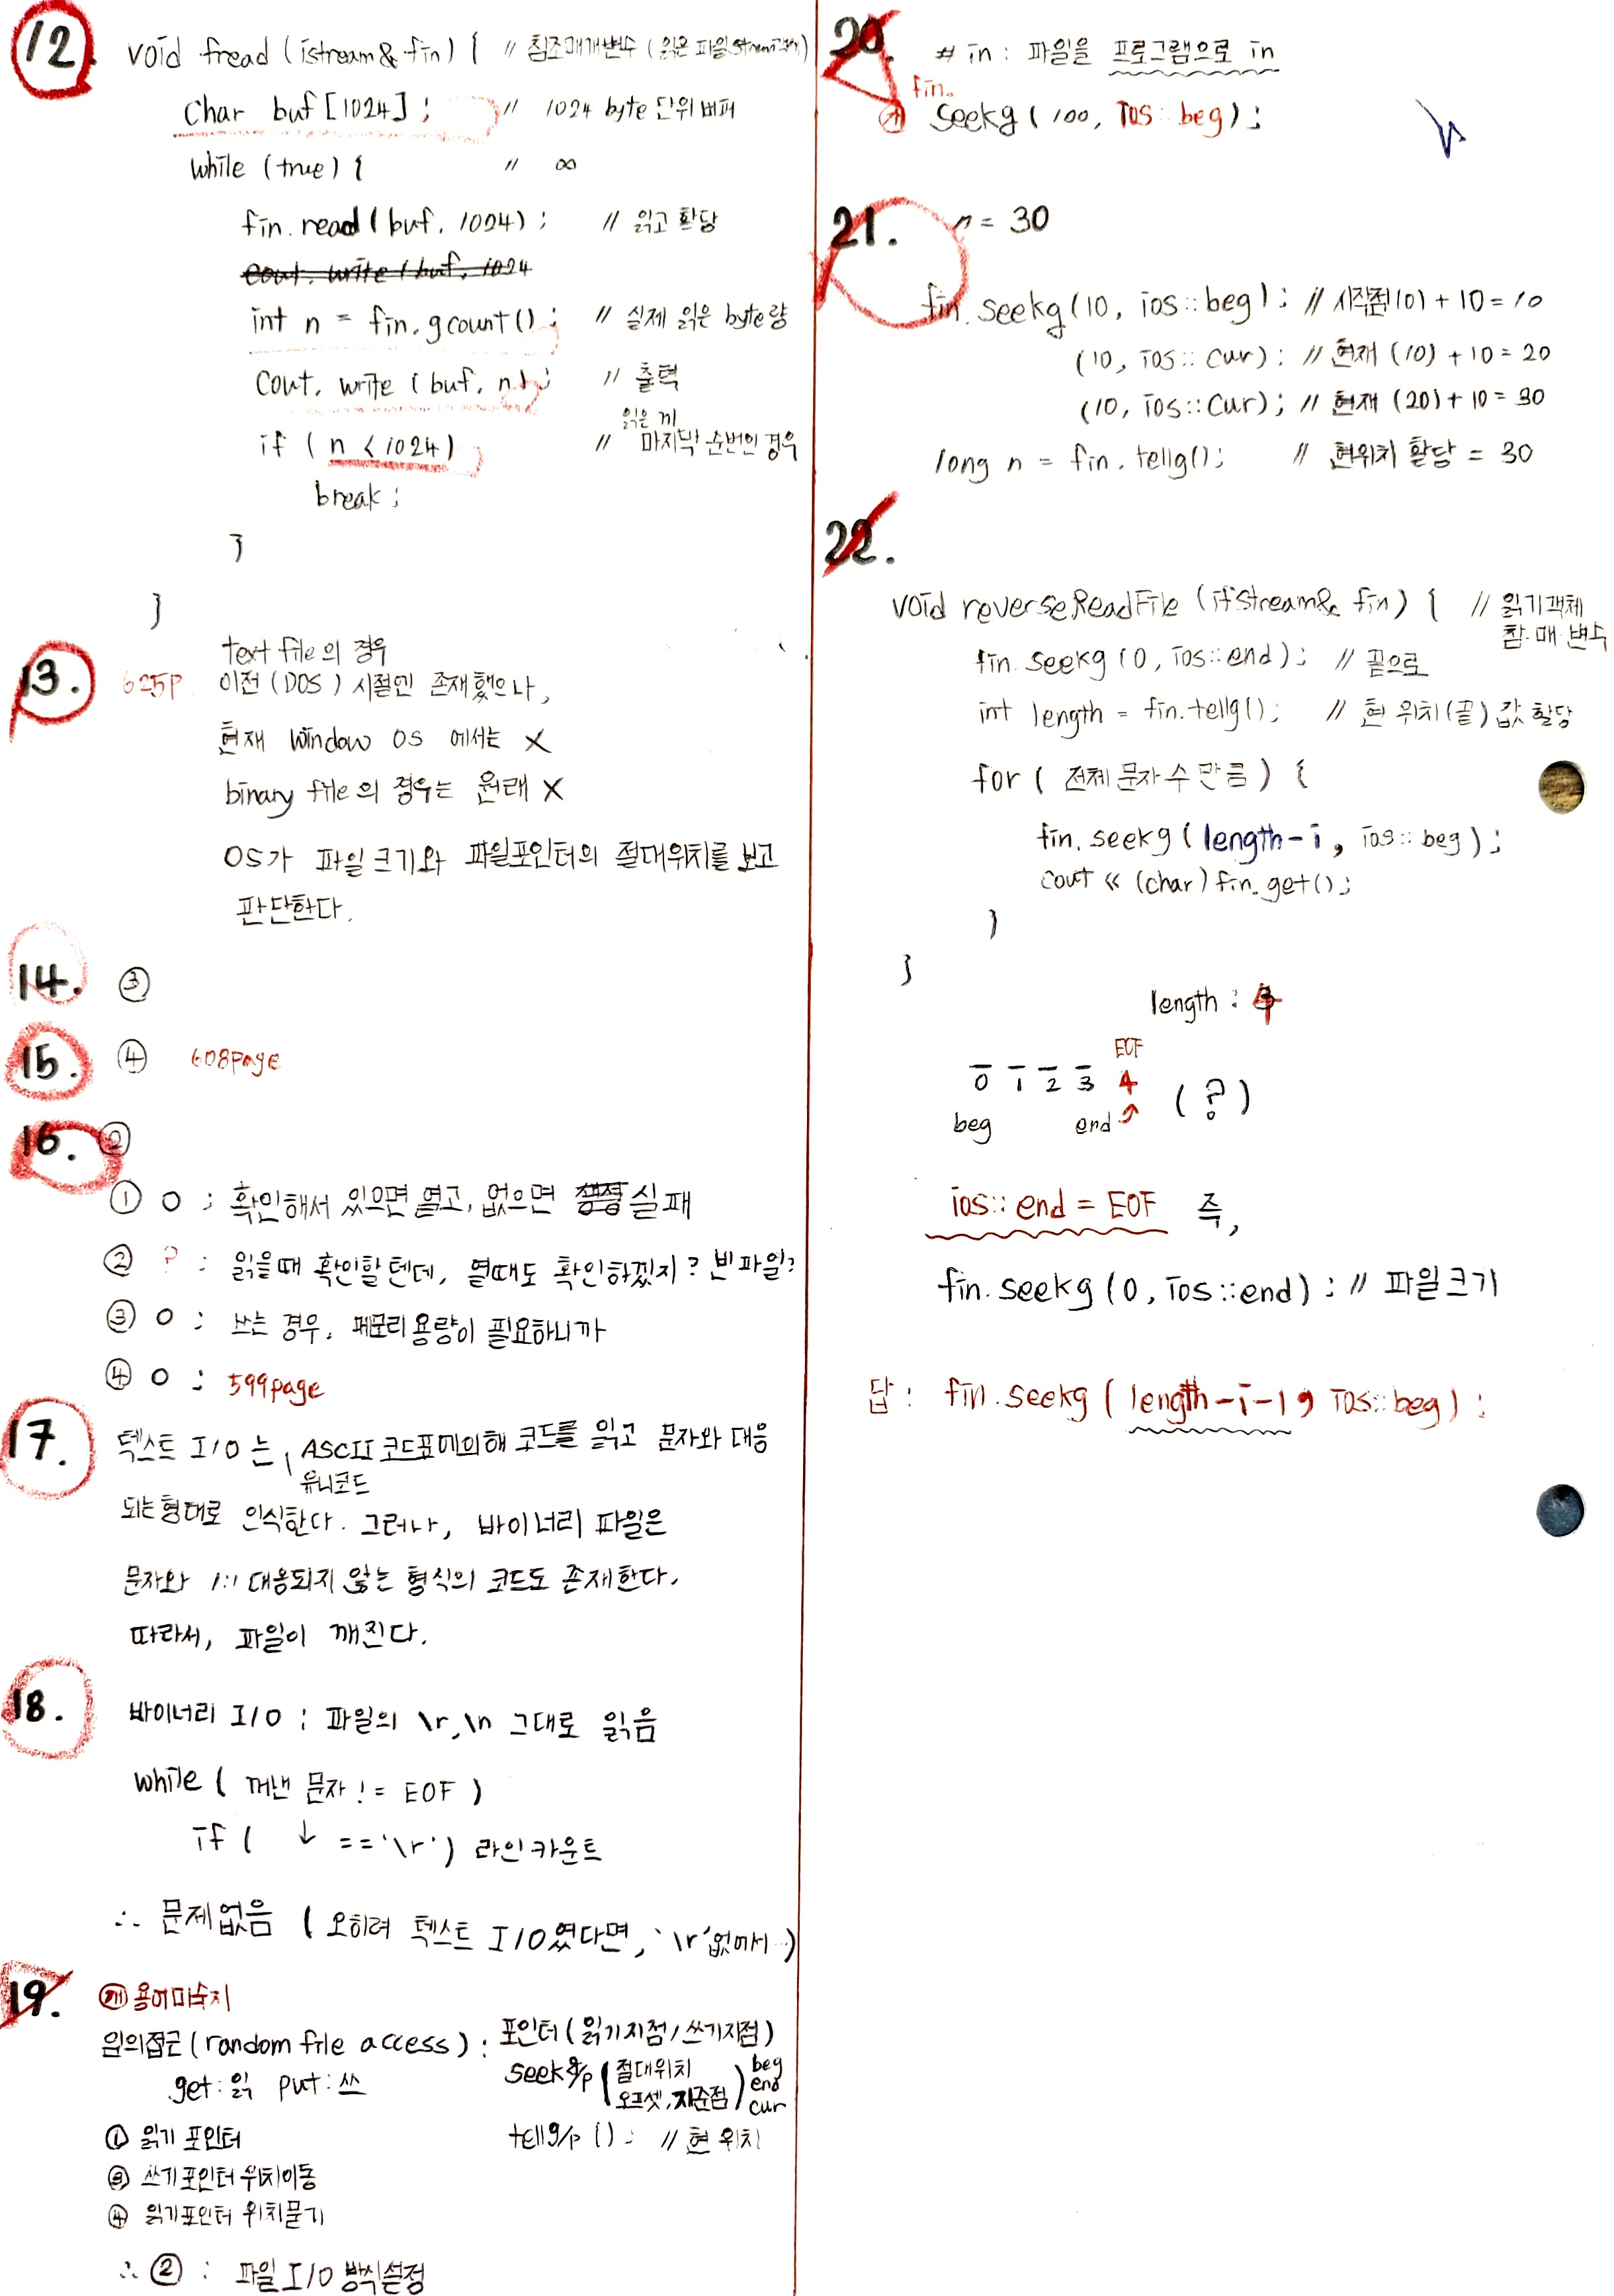 12. void fread (istream& fin) { // 참조매개변수 (읽은 파일 stream객체)
char buf[1024]; // 1024 byte 단위 버퍼
while (true) { // ∞
fin.read(buf, 1024); // 읽고 할당
cout.write(buf, 1024
int n = fin.gcount(); // 실제 읽은 byte량
cout.write(buf, n); // 출력
읽은 게
if (n < 1024) // 마지막 순번인 경우
break;
}
}
text file의 경우
13. 625P 이전(DOS) 시절엔 존재했으나,
현재 window OS 에서는 X
binary file의 경우는 원래 X
OS가 파일크기와 파일포인터의 절대위치를 보고
판단한다.
14. ③
15. ④ 608page
16. ②
① O : 확인해서 있으면 열고, 없으면 실패
② ? : 읽을때 확인할텐데, 열때도 확인하겠지? 빈파일?
③ O : 쓰는 경우, 메모리 용량이 필요하니까
④ O : 599page
17. 텍스트 I/O 는, ASCII 코드표에의해 코드를 읽고 문자와 대응
유니코드
되는형태로 인식한다. 그러나, 바이너리 파일은
문자와 1:1 대응되지 않는 형식의 코드도 존재한다.
따라서, 파일이 깨진다.
18. 바이너리 I/O : 파일의 \r,\n 그대로 읽음
while ( 꺼낸 문자 != EOF )
if ( ↓ == '\r' ) 라인카운트
∴ 문제없음 ( 오히려 텍스트 I/O였다면, '\r' 없애서 )
19. 개 용어미숙지
임의접근 (random file access) : 포인터 (읽기지점/쓰기지점)
get:읽 put:쓰
seek g/p ( 절대위치
오프셋, 기준점 ) beg
end
cur
① 읽기 포인터
tell g/p (); // 현 위치
③ 쓰기포인터 위치이동
④ 읽기포인터 위치묻기
∴ ② : 파일 I/O 방식설정
20. # in : 파일을 프로그램으로 in
fin.
seekg(100, ios::beg);
21. n = 30
fin.seekg(10, ios::beg); // 시작점(0) + 10 = 10
(10, ios::cur); // 현재 (10) + 10 = 20
(10, ios::cur); // 현재 (20) + 10 = 30
long n = fin.tellg(); // 현위치 할당 = 30
22.
void reverseReadFile (ifstream& fin) { // 읽기객체
참.매.변수
fin.seekg(0, ios::end); // 끝으로
int length = fin.tellg(); // 현 위치(끝) 값 할당
for ( 전체 문자 수 만큼 ) {
fin.seekg(length-i, ios::beg);
cout << (char)fin.get();
}
}
length : 4
EOF
0 1 2 3 4 (?)
beg end
ios::end = EOF 즉,
fin.seekg(0, ios::end); // 파일크기
답 : fin.seekg(length-i-1, ios::beg);